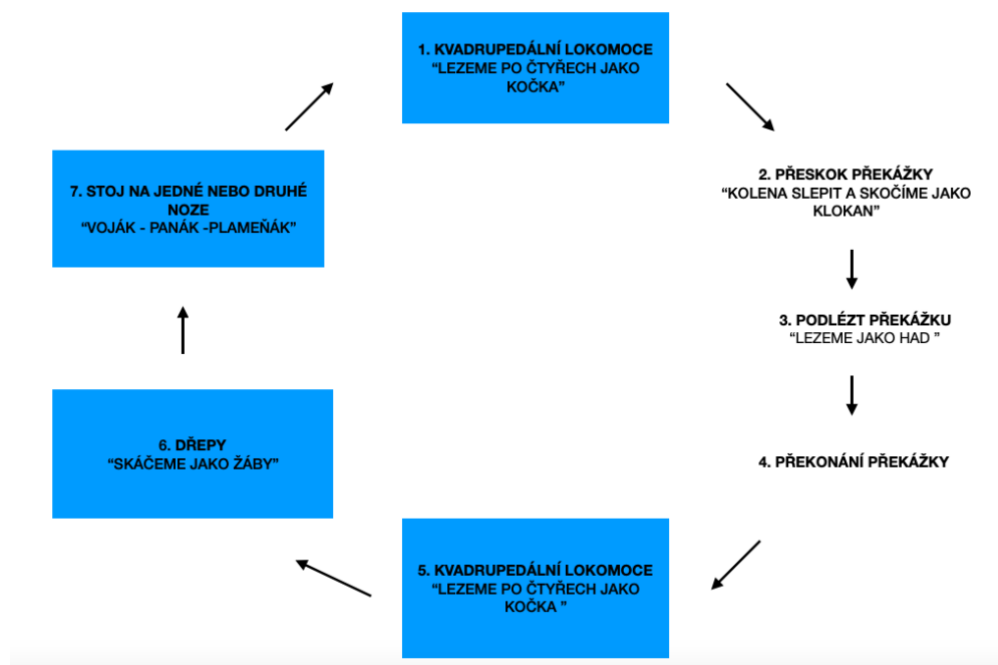 1. KVADRUPEDÁLNÍ LOKOMOCE
“LEZEME PO ČTYŘECH JAKO
KOČKA”
2. PŘESKOK PŘEKÁŽKY
“KOLENA SLEPIT A SKOČÍME JAKO
KLOKAN”
3. PODLÉZT PŘEKÁŽKU
“LEZEME JAKO HAD ”
4. PŘEKONÁNÍ PŘEKÁŽKY
5. KVADRUPEDÁLNÍ LOKOMOCE
“LEZEME PO ČTYŘECH JAKO
KOČKA ”
6. DŘEPY
“SKÁČEME JAKO ŽÁBY”
7. STOJ NA JEDNÉ NEBO DRUHÉ
NOZE
“VOJÁK - PANÁK -PLAMEŇÁK”